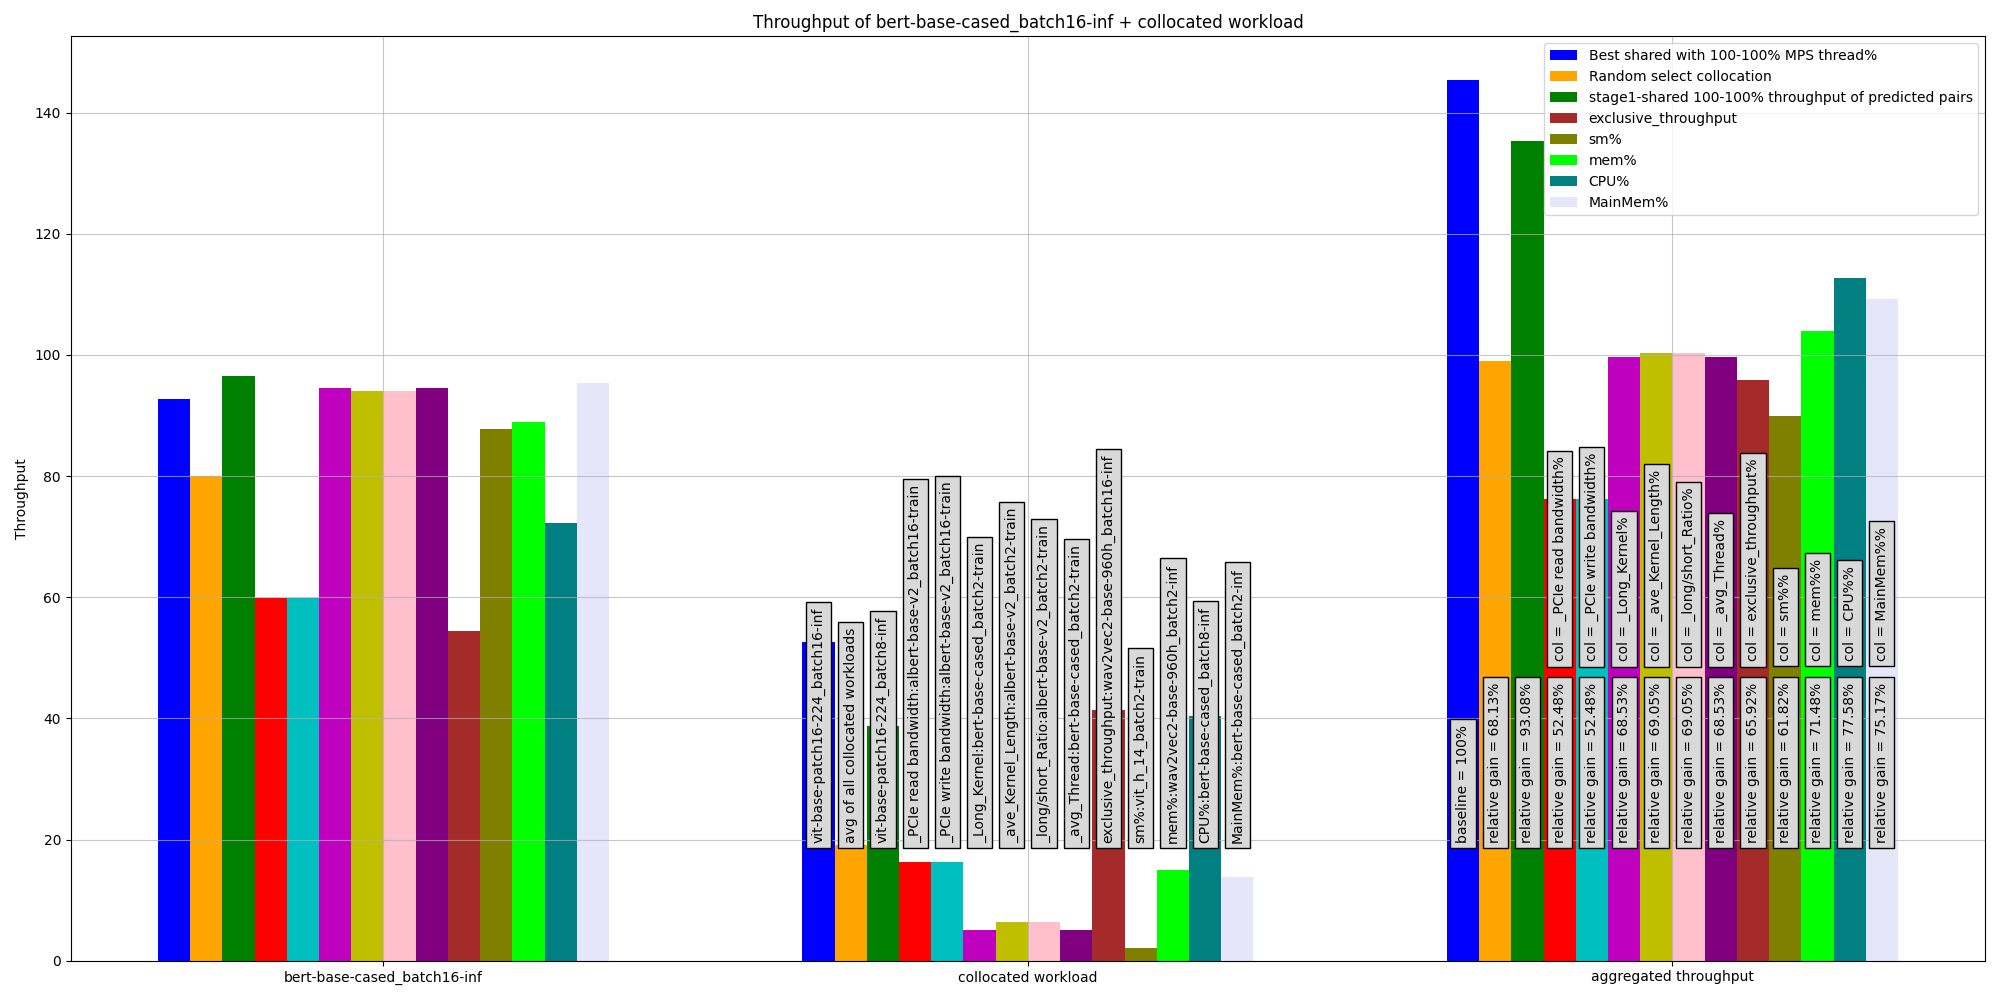 Throughput of bert-base-cased_batch16-inf + collocated workload
Best shared with 100-100% MPS thread%
Random select collocation
stage1-shared 100-100% throughput of predicted pairs
exclusive_throughput
sm%
mem%
CPU%
MainMem%
Throughput
140
120
100
80
60
40
20
0
vit-base-patch16-224_batch16-inf
avg of all collocated workloads
vit-base-patch16-224_batch8-inf
_PCIe read bandwidth:albert-base-v2_batch16-train
_PCIe write bandwidth:albert-base-v2_batch16-train
_Long_Kernel:bert-base-cased_batch2-train
_ave_Kernel_Length:albert-base-v2_batch2-train
_long/short_Ratio:albert-base-v2_batch2-train
_avg_Thread:bert-base-cased_batch2-train
exclusive_throughput:wav2vec2-base-960h_batch16-inf
sm%:vit_h_14_batch2-train
mem%:wav2vec2-base-960h_batch2-inf
CPU%:bert-base-cased_batch8-inf
MainMem%:bert-base-cased_batch2-inf
col = _PCIe read bandwidth%
col = _PCIe write bandwidth%
col = _Long_Kernel%
col = _ave_Kernel_Length%
col = _long/short_Ratio%
col = _avg_Thread%
col = exclusive_throughput%
col = sm%%
col = mem%%
col = CPU%%
col = MainMem%%
baseline = 100%
relative gain = 68.13%
relative gain = 93.08%
relative gain = 52.48%
relative gain = 52.48%
relative gain = 68.53%
relative gain = 69.05%
relative gain = 69.05%
relative gain = 68.53%
relative gain = 65.92%
relative gain = 61.82%
relative gain = 71.48%
relative gain = 77.58%
relative gain = 75.17%
bert-base-cased_batch16-inf
collocated workload
aggregated throughput